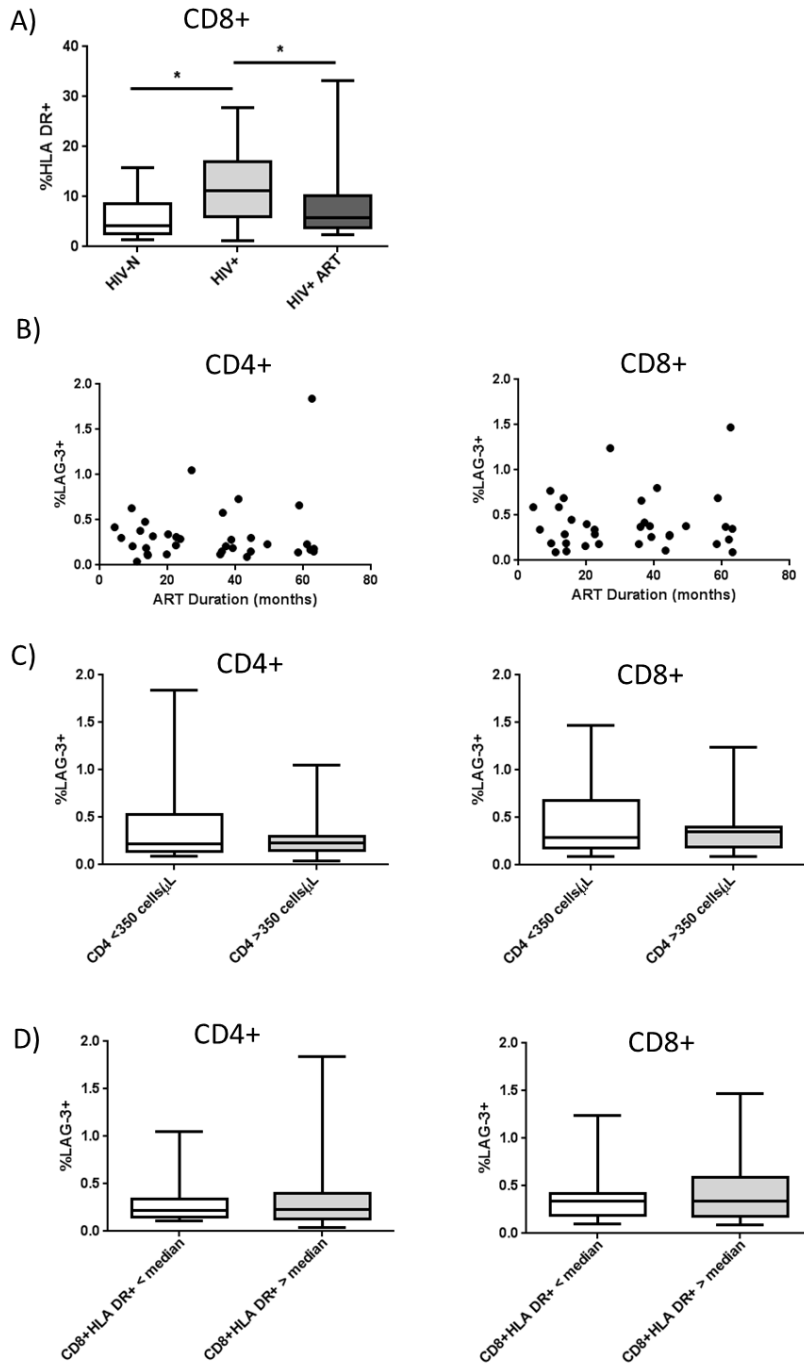 A)
CD8+
* *
%HLA DR+
40
30
20
10
0
HIV-N
HIV+
HIV+ ART
B)
CD4+
%LAG-3+
2.0
1.5
1.0
0.5
0.0
0 20 40 60 80
ART Duration (months)
CD8+
%LAG-3+
2.0
1.5
1.0
0.5
0.0
0 20 40 60 80
ART Duration (months)
C)
CD4+
%LAG-3+
2.0
1.5
1.0
0.5
0.0
CD4 <350 cells/µL
CD4 >350 cells/µL
CD8+
%LAG-3+
2.0
1.5
1.0
0.5
0.0
CD4 <350 cells/µL
CD4 >350 cells/µL
D)
CD4+
%LAG-3+
2.0
1.5
1.0
0.5
0.0
CD8+HLA DR+ < median
CD8+HLA DR+ > median
CD8+
%LAG-3+
2.0
1.5
1.0
0.5
0.0
CD8+HLA DR+ < median
CD8+HLA DR+ > median